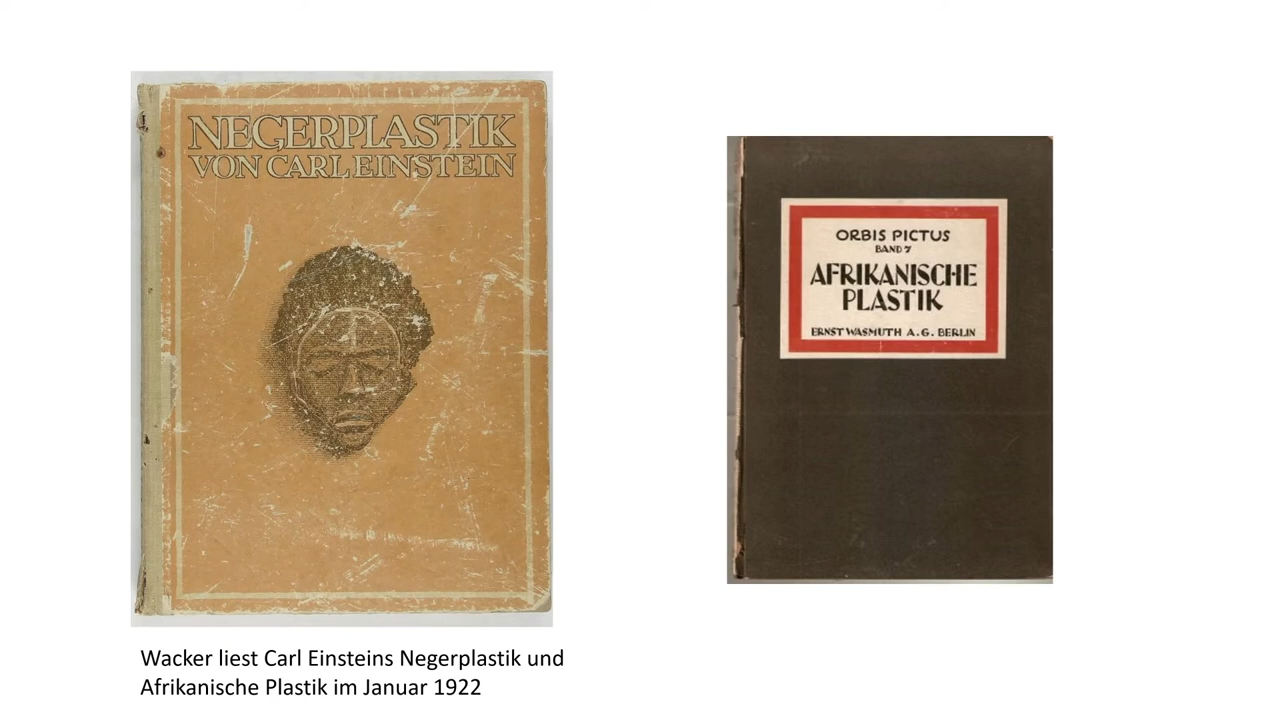 NEGERPLASTIK
VON CARL EINSTEIN
ORBIS PICTUS
BAND 7
AFRIKANISCHE
PLASTIK
ERNST WASMUTH A.G. BERLIN
Wacker liest Carl Einsteins Negerplastik und
Afrikanische Plastik im Januar 1922